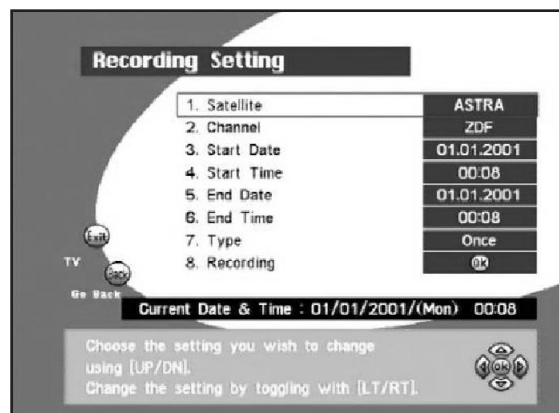 Recording Setting
1. Satellite ASTRA
2. Channel ZDF
3. Start Date 01.01.2001
4. Start Time 00:08
5. End Date 01.01.2001
6. End Time 00:08
7. Type Once
8. Recording OK
Exit
TV
Back
Go Back
Current Date & Time : 01/01/2001/(Mon) 00:08
Choose the setting you wish to change
using [UP/DN].
Change the setting by toggling with [LT/RT].
OK